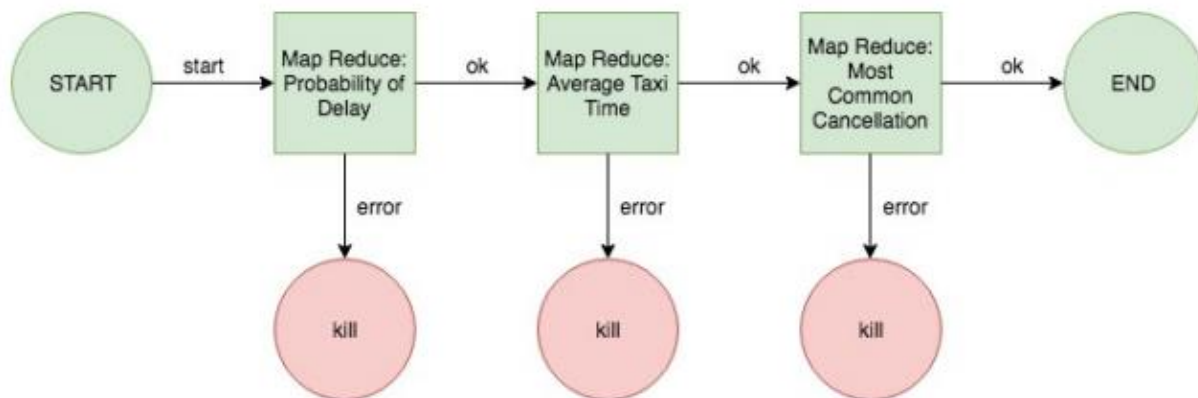 START
start
Map Reduce:
Probability of
Delay
ok
Map Reduce:
Average Taxi
Time
ok
Map Reduce:
Most
Common
Cancellation
ok
END
error
error
error
kill
kill
kill